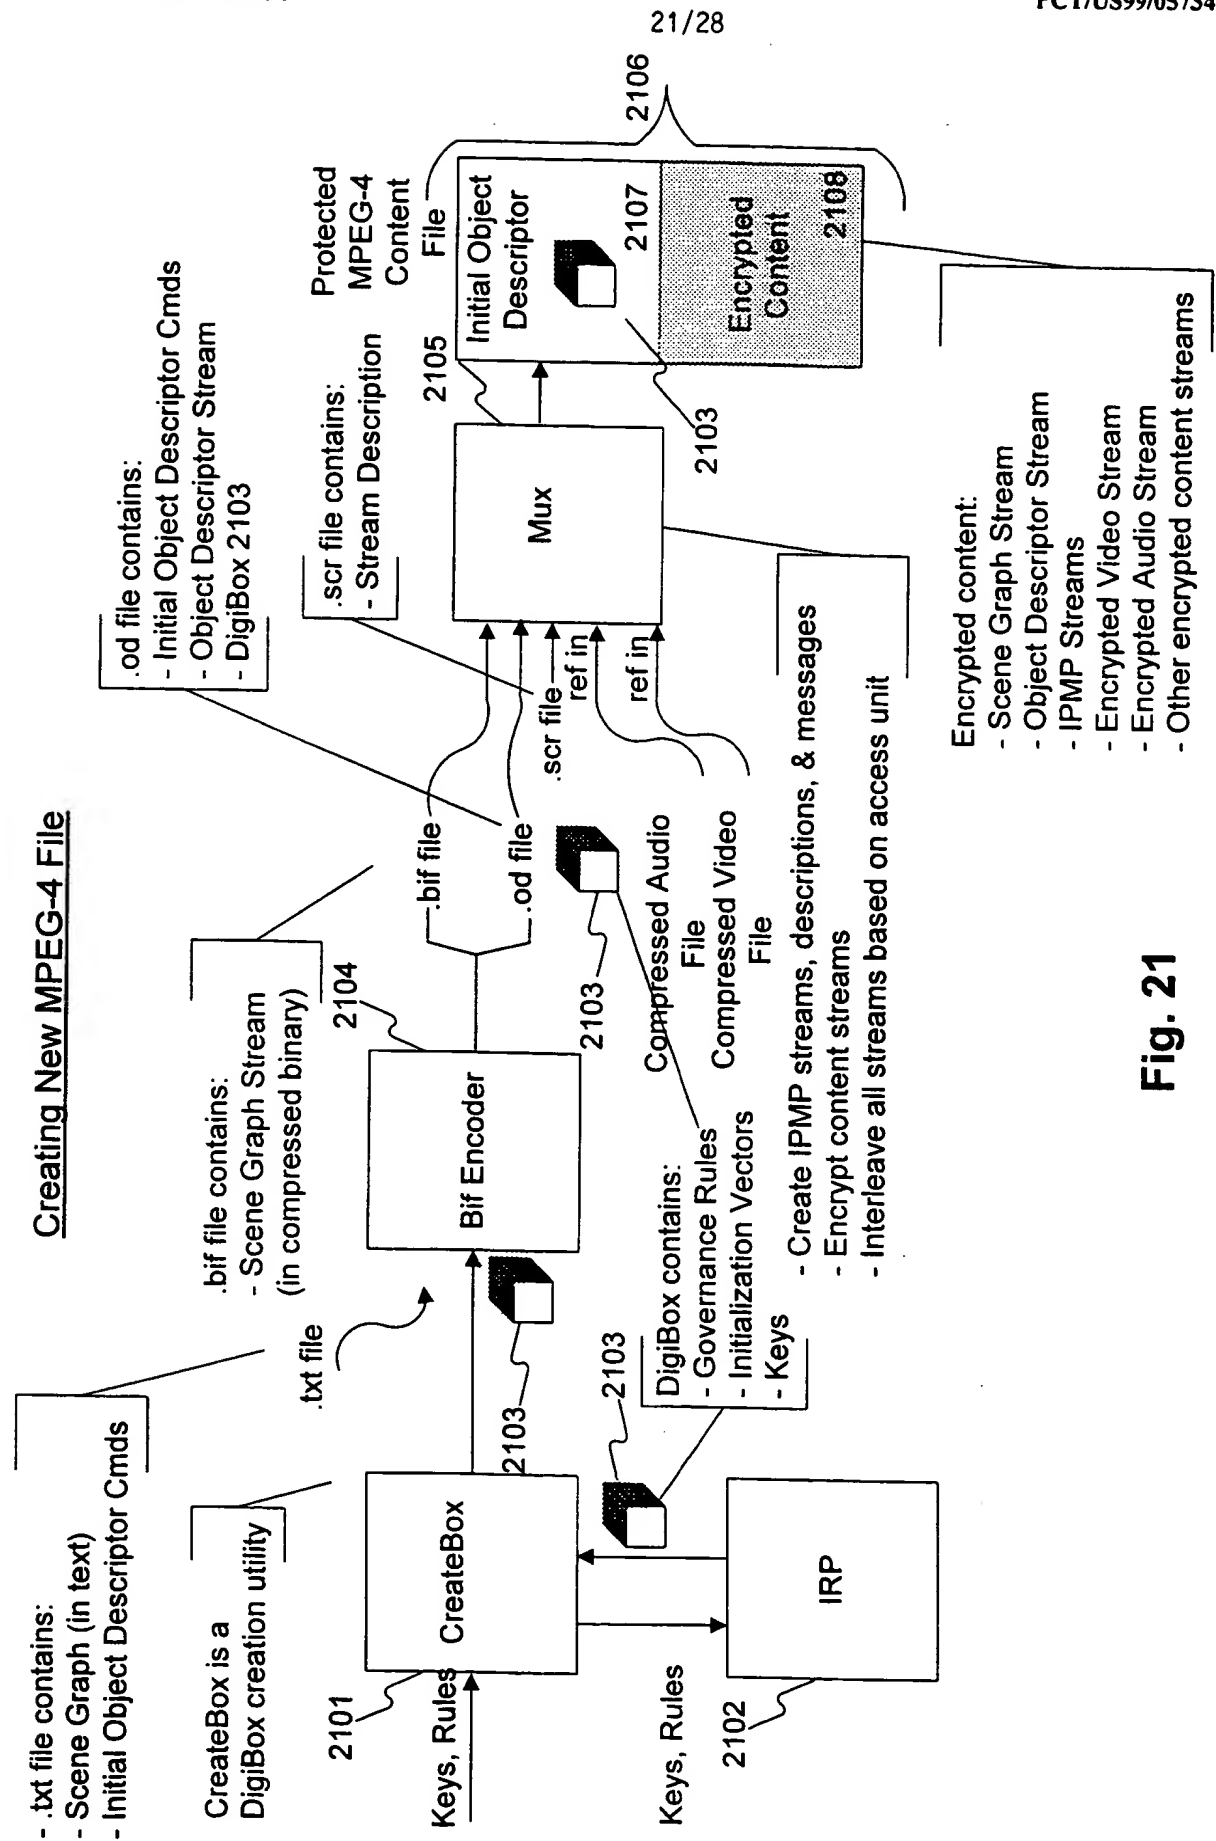 PCT/US99/05734
21/28
Creating New MPEG-4 File
- .txt file contains:
- Scene Graph (in text)
- Initial Object Descriptor Cmds
CreateBox is a
DigiBox creation utility
.bif file contains:
- Scene Graph Stream
(in compressed binary)
.od file contains:
- Initial Object Descriptor Cmds
- Object Descriptor Stream
- DigiBox 2103
.scr file contains:
- Stream Description
Protected
MPEG-4
Content
File
2106
2101
Keys, Rules
CreateBox
.txt file
2103
2104
Bif Encoder
.bif file
.od file
2103
.scr file
ref in
ref in
Compressed Audio
File
Compressed Video
File
2105
Mux
Initial Object
Descriptor
2107
2103
Encrypted
Content
2108
Keys, Rules
2102
IRP
2103
DigiBox contains:
- Governance Rules
- Initialization Vectors
- Keys
- Create IPMP streams, descriptions, & messages
- Encrypt content streams
- Interleave all streams based on access unit
Encrypted content:
- Scene Graph Stream
- Object Descriptor Stream
- IPMP Streams
- Encrypted Video Stream
- Encrypted Audio Stream
- Other encrypted content streams
Fig. 21